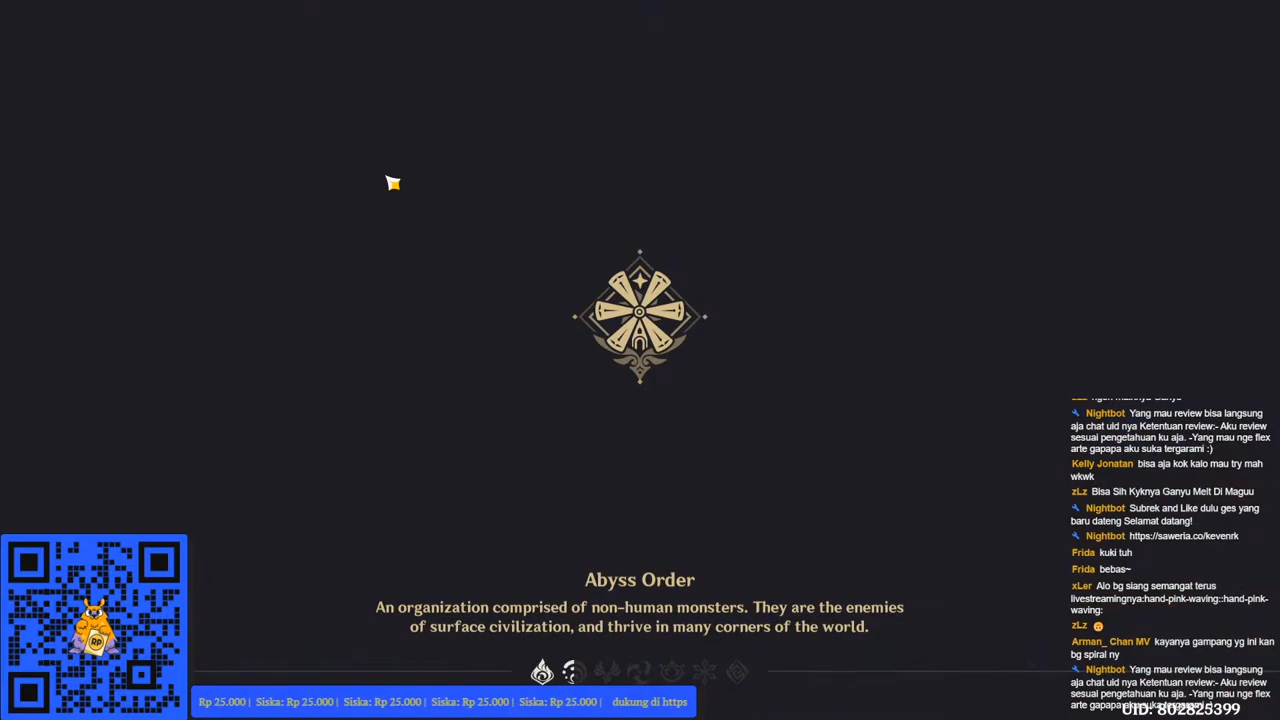 Nightbot Yang mau review bisa langsung
aja chat uid nya Ketentuan review:- Aku review
sesuai pengetahuan ku aja. -Yang mau nge flex
arte gapapa aku suka tergarami :)
Kelly Jonatan bisa aja kok kalo mau try mah
wkwk
zLz Bisa Sih Kyknya Ganyu Melt Di Maguu
Nightbot Subrek and Like dulu ges yang
baru dateng Selamat datang!
Nightbot https://saweria.co/kevenrk
Frida kuki tuh
Frida bebas~
xLer Alo bg siang semangat terus
livestreamingnya:hand-pink-waving::hand-pink-
waving:
zLz
Arman_ Chan MV kayanya gampang yg ini kan
bg spiral ny
Nightbot Yang mau review bisa langsung
aja chat uid nya Ketentuan review:- Aku review
sesuai pengetahuan ku aja. -Yang mau nge flex
arte gapapa aku suka tergarami :)
Abyss Order
An organization comprised of non-human monsters. They are the enemies
of surface civilization, and thrive in many corners of the world.
RP
Rp 25.000 | Siska: Rp 25.000 | Siska: Rp 25.000 | Siska: Rp 25.000 | Siska: Rp 25.000 | dukung di https
UID: 802825399